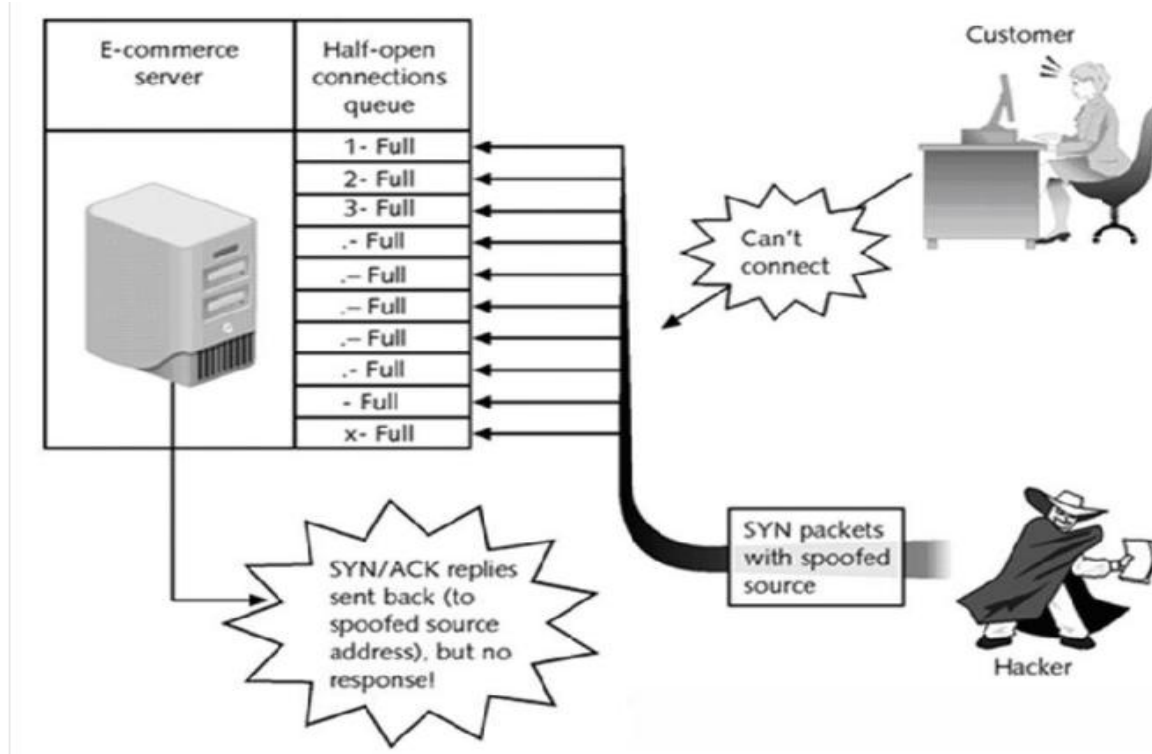 E-commerce
server
Half-open
connections
queue
1- Full
2- Full
3- Full
.- Full
.– Full
.– Full
.– Full
.- Full
- Full
x- Full
Customer
Can't
connect
SYN packets
with spoofed
source
Hacker
SYN/ACK replies
sent back (to
spoofed source
address), but no
response!